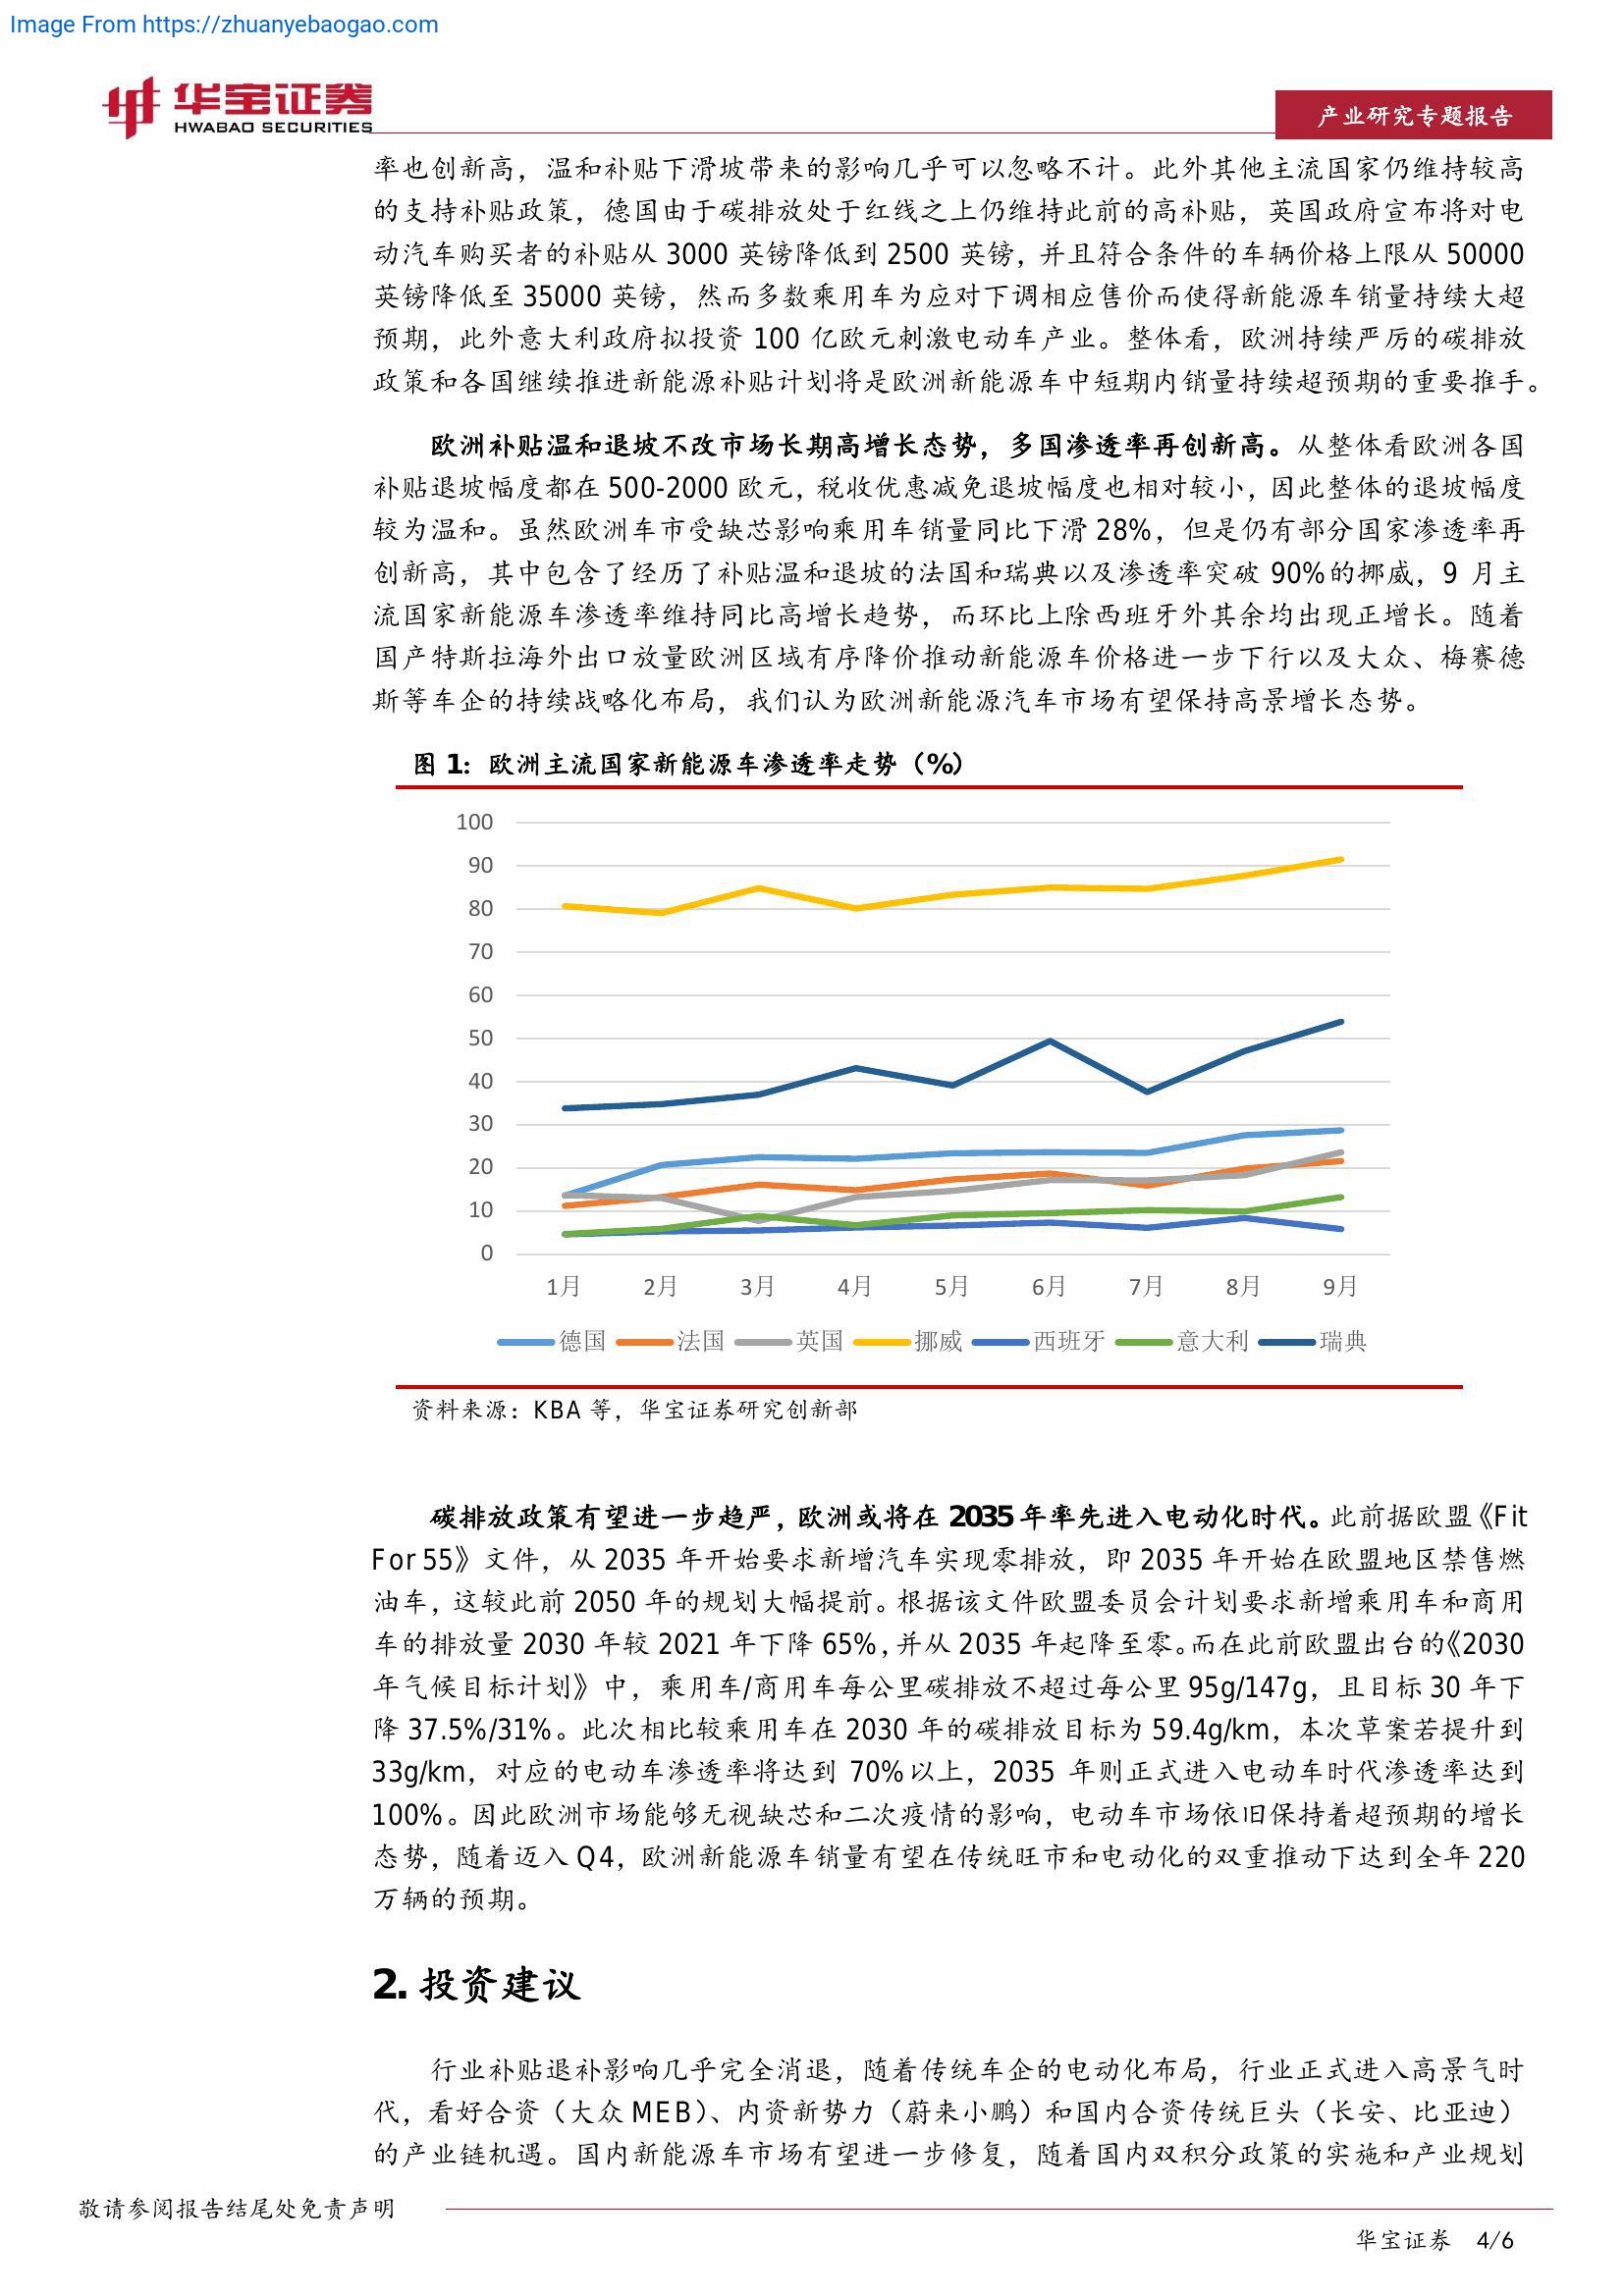 Image From https://zhuanyebaogao.com
华宝证券
HWABAO SECURITIES
产业研究专题报告
率也创新高，温和补贴下滑坡带来的影响几乎可以忽略不计。此外其他主流国家仍维持较高
的支持补贴政策，德国由于碳排放处于红线之上仍维持此前的高补贴，英国政府宣布将对电
动汽车购买者的补贴从 3000 英镑降低到 2500 英镑，并且符合条件的车辆价格上限从 50000
英镑降低至 35000 英镑，然而多数乘用车为应对下调相应售价而使得新能源车销量持续大超
预期，此外意大利政府拟投资 100 亿欧元刺激电动车产业。整体看，欧洲持续严厉的碳排放
政策和各国继续推进新能源补贴计划将是欧洲新能源车中短期内销量持续超预期的重要推手。
欧洲补贴温和退坡不改市场长期高增长态势，多国渗透率再创新高。从整体看欧洲各国
补贴退坡幅度都在 500-2000 欧元，税收优惠减免退坡幅度也相对较小，因此整体的退坡幅度
较为温和。虽然欧洲车市受缺芯影响乘用车销量同比下滑 28%，但是仍有部分国家渗透率再
创新高，其中包含了经历了补贴温和退坡的法国和瑞典以及渗透率突破 90%的挪威，9 月主
流国家新能源车渗透率维持同比高增长趋势，而环比上除西班牙外其余均出现正增长。随着
国产特斯拉海外出口放量欧洲区域有序降价推动新能源车价格进一步下行以及大众、梅赛德
斯等车企的持续战略化布局，我们认为欧洲新能源汽车市场有望保持高景增长态势。
图 1：欧洲主流国家新能源车渗透率走势（%）
100
90
80
70
60
50
40
30
20
10
0
1月 2月 3月 4月 5月 6月 7月 8月 9月
德国 法国 英国 挪威 西班牙 意大利 瑞典
资料来源：KBA 等，华宝证券研究创新部
碳排放政策有望进一步趋严，欧洲或将在 2035 年率先进入电动化时代。此前据欧盟《Fit
For 55》文件，从 2035 年开始要求新增汽车实现零排放，即 2035 年开始在欧盟地区禁售燃
油车，这较此前 2050 年的规划大幅提前。根据该文件欧盟委员会计划要求新增乘用车和商用
车的排放量 2030 年较 2021 年下降 65%，并从 2035 年起降至零。而在此前欧盟出台的《2030
年气候目标计划》中，乘用车/商用车每公里碳排放不超过每公里 95g/147g，且目标 30 年下
降 37.5%/31%。此次相比较乘用车在 2030 年的碳排放目标为 59.4g/km，本次草案若提升到
33g/km，对应的电动车渗透率将达到 70%以上，2035 年则正式进入电动车时代渗透率达到
100%。因此欧洲市场能够无视缺芯和二次疫情的影响，电动车市场依旧保持着超预期的增长
态势，随着迈入 Q4，欧洲新能源车销量有望在传统旺市和电动化的双重推动下达到全年 220
万辆的预期。
2. 投资建议
行业补贴退补影响几乎完全消退，随着传统车企的电动化布局，行业正式进入高景气时
代，看好合资（大众 MEB）、内资新势力（蔚来小鹏）和国内合资传统巨头（长安、比亚迪）
的产业链机遇。国内新能源车市场有望进一步修复，随着国内双积分政策的实施和产业规划
敬请参阅报告结尾处免责声明
华宝证券 4/6